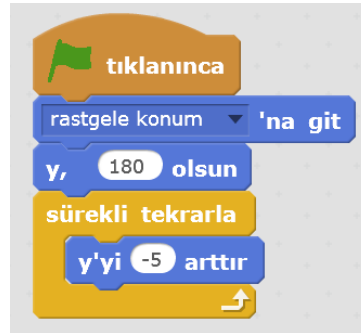 tıklanınca
rastgele konum 'na git
y, 180 olsun
sürekli tekrarla
y'yi -5 arttır